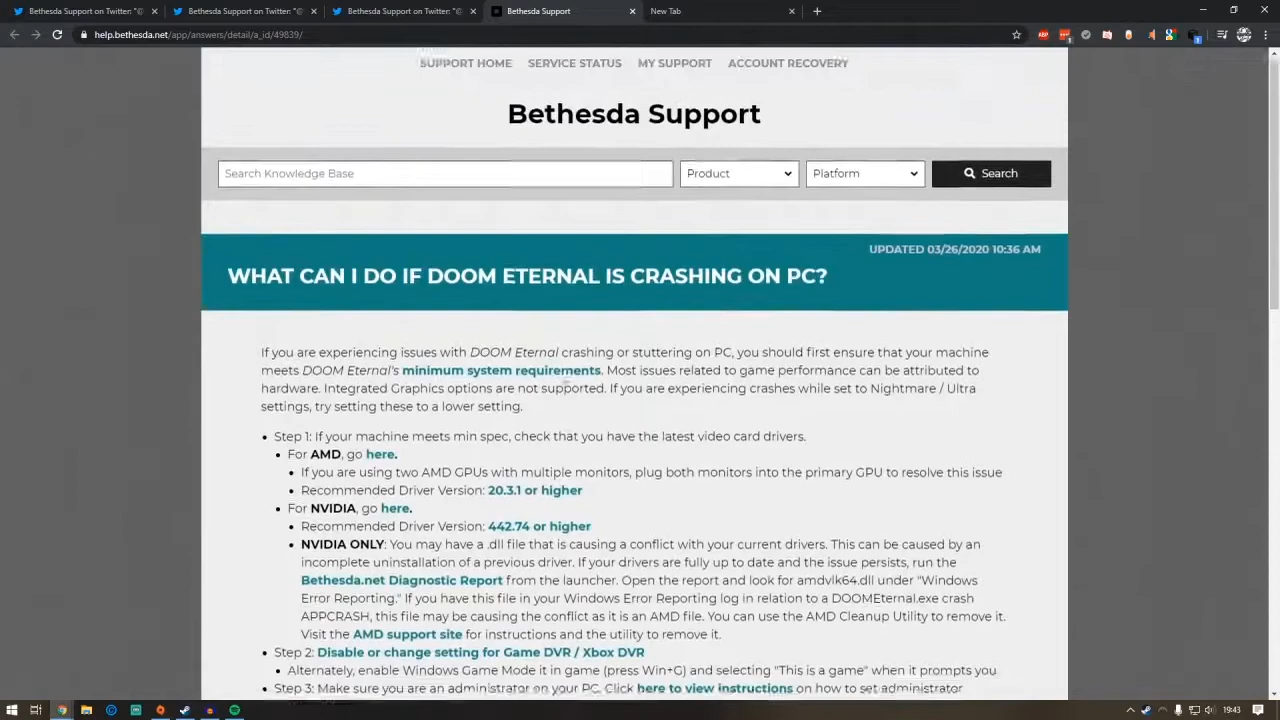 Bethesda Support on Twitter: "@
Bethesda Support on Twitter: "@
Bethesda Support on Twitter: "@
Bethesda Support
New Tab
help.bethesda.net/app/answers/detail/a_id/49839/
SUPPORT HOME SERVICE STATUS MY SUPPORT ACCOUNT RECOVERY
Bethesda Support
Search Knowledge Base Product Platform Search
UPDATED 03/26/2020 10:36 AM
WHAT CAN I DO IF DOOM ETERNAL IS CRASHING ON PC?
If you are experiencing issues with DOOM Eternal crashing or stuttering on PC, you should first ensure that your machine
meets DOOM Eternal's minimum system requirements. Most issues related to game performance can be attributed to
hardware. Integrated Graphics options are not supported. If you are experiencing crashes while set to Nightmare / Ultra
settings, try setting these to a lower setting.
• Step 1: If your machine meets min spec, check that you have the latest video card drivers.
• For AMD, go here.
• If you are using two AMD GPUs with multiple monitors, plug both monitors into the primary GPU to resolve this issue
• Recommended Driver Version: 20.3.1 or higher
• For NVIDIA, go here.
• Recommended Driver Version: 442.74 or higher
• NVIDIA ONLY: You may have a .dll file that is causing a conflict with your current drivers. This can be caused by an
incomplete uninstallation of a previous driver. If your drivers are fully up to date and the issue persists, run the
Bethesda.net Diagnostic Report from the launcher. Open the report and look for amdvlk64.dll under "Windows
Error Reporting." If you have this file in your Windows Error Reporting log in relation to a DOOMEternal.exe crash
APPCRASH, this file may be causing the conflict as it is an AMD file. You can use the AMD Cleanup Utility to remove it.
Visit the AMD support site for instructions and the utility to remove it.
• Step 2: Disable or change setting for Game DVR / Xbox DVR
• Alternately, enable Windows Game Mode it in game (press Win+G) and selecting "This is a game" when it prompts you
• Step 3: Make sure you are an administrator on your PC. Click here to view instructions on how to set administrator
19:43